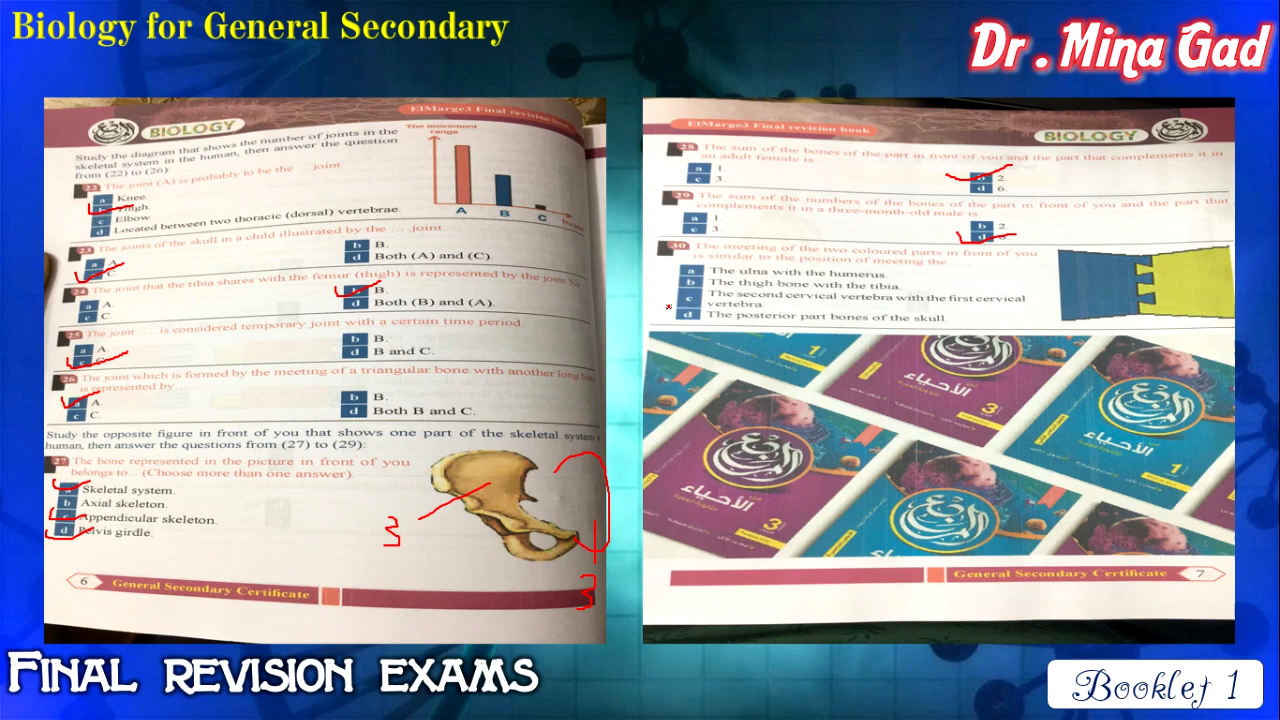 Biology for General Secondary
Dr . Mina Gad
ElMarge3 Final revision book
BIOLOGY
Study the diagram that shows the number of joints in the
skeletal system in the human, then answer the question
from (22) to (26):
The movement
range
A
B
C
22 The joint (A) is probably to be the .... joint.
a Knee.
b Thigh.
c Elbow.
d Located between two thoracic (dorsal) vertebrae.
23 The joints of the skull in a child illustrated by the .... joint.
a A.
b B.
c C.
d Both (A) and (C).
24 The joint that the tibia shares with the femur (thigh) is represented by the joint
a A.
b B.
c C.
d Both (B) and (A).
25 The joint ..... is considered temporary joint with a certain time period.
a A.
b B.
c C.
d B and C.
26 The joint which is formed by the meeting of a triangular bone with another long bone
is represented by......
a A.
b B.
c C.
d Both B and C.
Study the opposite figure in front of you that shows one part of the skeletal system
human, then answer the questions from (27) to (29):
27 The bone represented in the picture in front of you
belongs to... (Choose more than one answer).
a Skeletal system.
b Axial skeleton.
c Appendicular skeleton.
d Pelvis girdle.
3
3
6 General Secondary Certificate
ElMarge3 Final revision book
BIOLOGY
28 The sum of the bones of the part in front of you and the part that complements it in
an adult female is....
a 1.
b 2.
c 3.
d 6.
29 The sum of the numbers of the bones of the part in front of you and the part that
complements it in a three-month-old male is
a 1.
b 2.
c 3.
d 6.
30 The meeting of the two coloured parts in front of you
is similar to the position of meeting the.....
a The ulna with the humerus.
b The thigh bone with the tibia.
c The second cervical vertebra with the first cervical
vertebra.
d The posterior part bones of the skull.
الأحياء
3
1
الأحياء
1
الأحياء
3
الأحياء
General Secondary Certificate 7
Final revision exams
Booklet 1